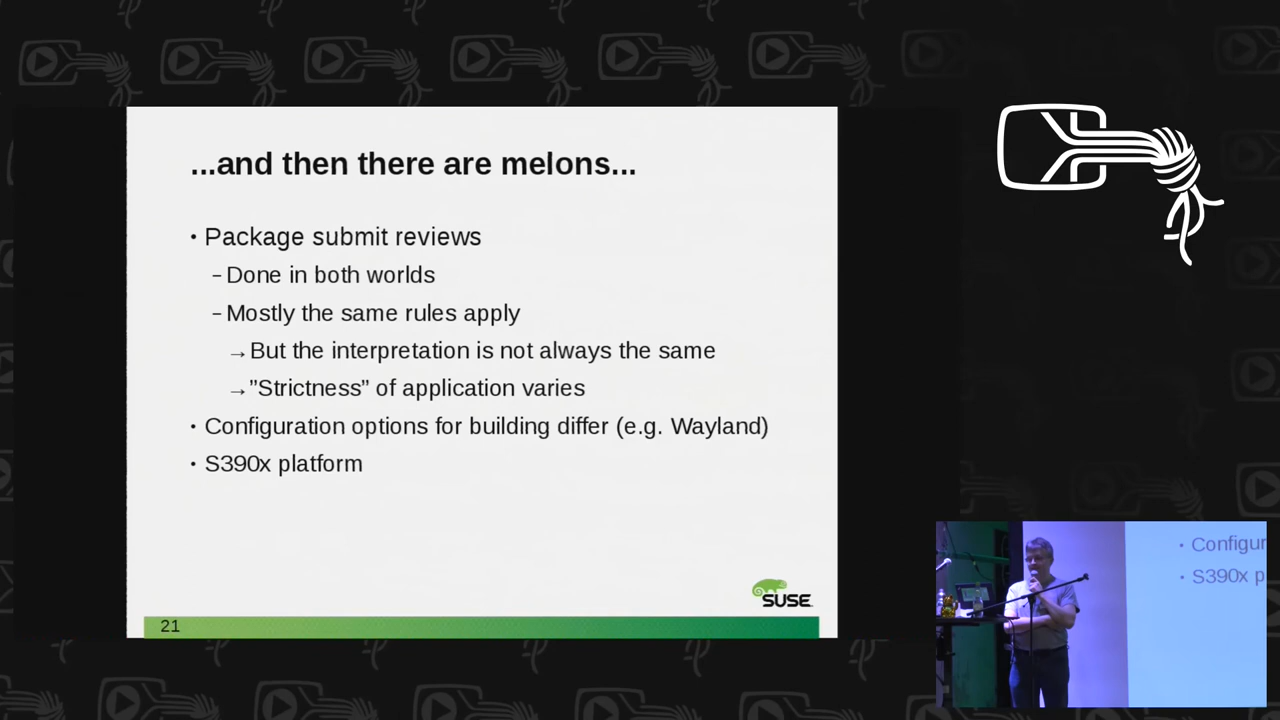 ...and then there are melons...
• Package submit reviews
– Done in both worlds
– Mostly the same rules apply
→ But the interpretation is not always the same
→ ”Strictness” of application varies
• Configuration options for building differ (e.g. Wayland)
• S390x platform
SUSE
21
• Configur
• S390x p